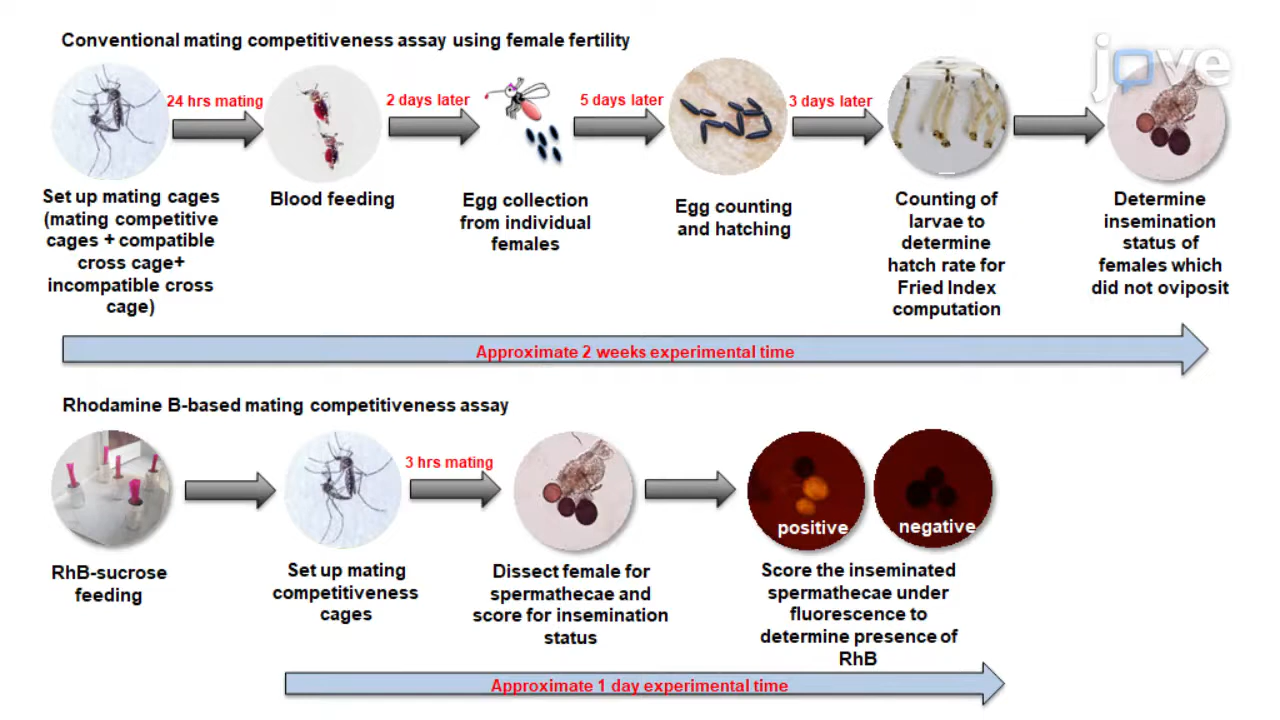 Conventional mating competitiveness assay using female fertility
jove
24 hrs mating
2 days later
5 days later
3 days later
Set up mating cages
(mating competitive
cages + compatible
cross cage+
incompatible cross
cage)
Blood feeding
Egg collection
from individual
females
Egg counting
and hatching
Counting of
larvae to
determine
hatch rate for
Fried Index
computation
Determine
insemination
status of
females which
did not oviposit
Approximate 2 weeks experimental time
Rhodamine B-based mating competitiveness assay
3 hrs mating
positive
negative
RhB-sucrose
feeding
Set up mating
competitiveness
cages
Dissect female for
spermathecae and
score for insemination
status
Score the inseminated
spermathecae under
fluorescence to
determine presence of
RhB
Approximate 1 day experimental time